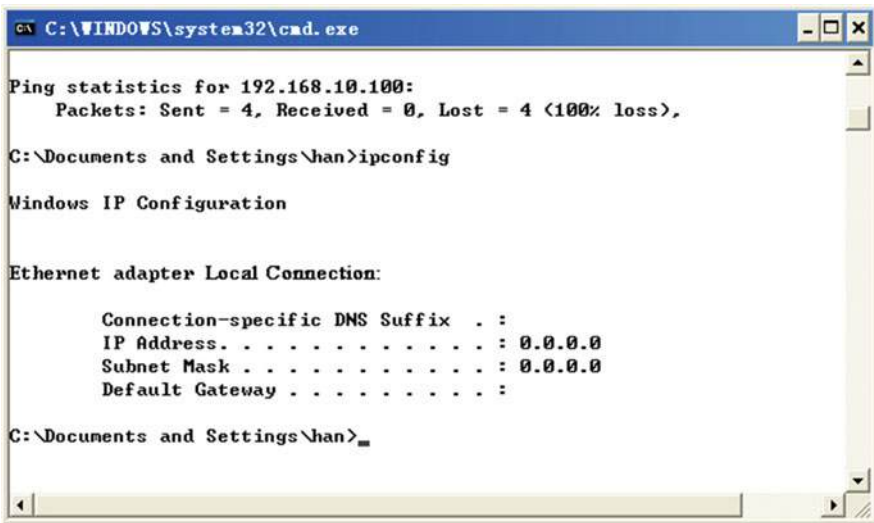 C:\WINDOWS\system32\cmd.exe
Ping statistics for 192.168.10.100:
Packets: Sent = 4, Received = 0, Lost = 4 (100% loss),
C:\Documents and Settings\han>ipconfig
Windows IP Configuration
Ethernet adapter Local Connection:
Connection-specific DNS Suffix . :
IP Address. . . . . . . . . . . . : 0.0.0.0
Subnet Mask . . . . . . . . . . . : 0.0.0.0
Default Gateway . . . . . . . . . :
C:\Documents and Settings\han>_